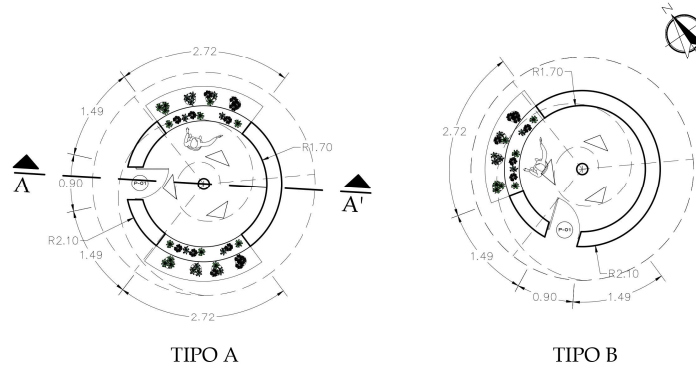 2.72
1.49
R1.70
0.90
P-01
A
A'
R2.10
1.49
2.72
TIPO A
N
R1.70
2.72
P-01
1.49
R2.10
0.90
1.49
TIPO B